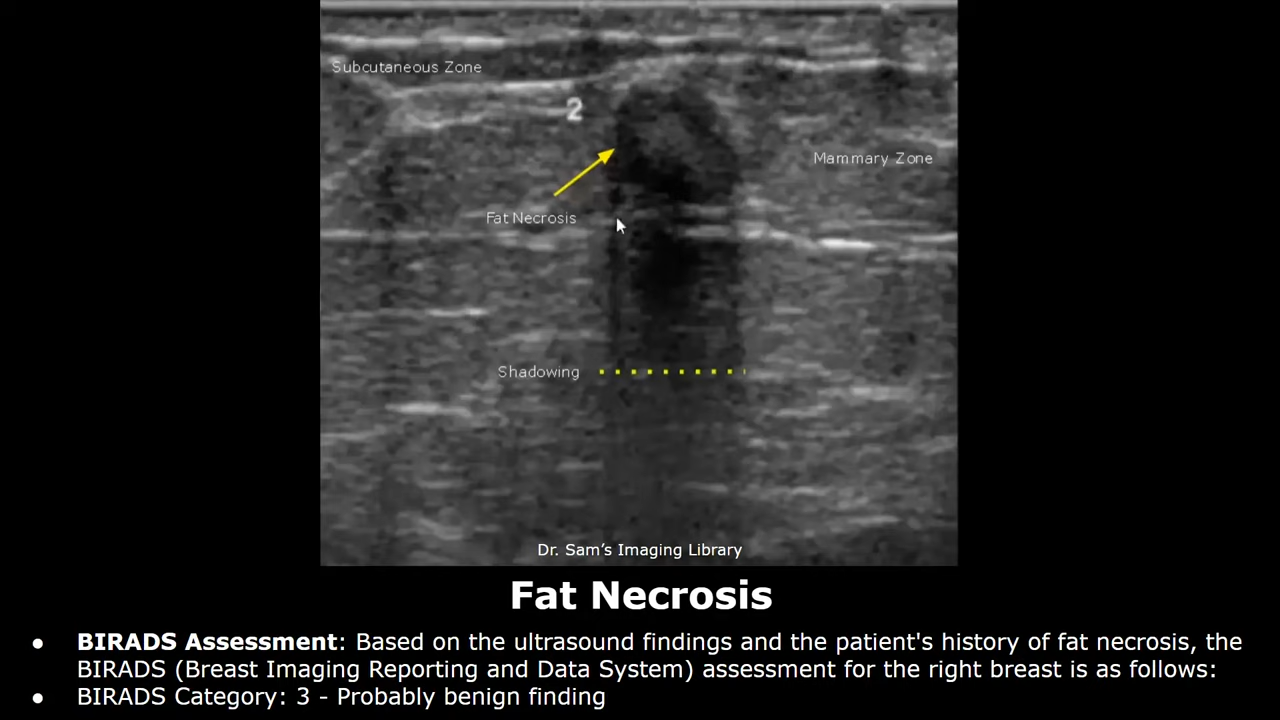 Subcutaneous Zone
2
Mammary Zone
Fat Necrosis
Shadowing
Dr. Sam’s Imaging Library
Fat Necrosis
● BIRADS Assessment: Based on the ultrasound findings and the patient's history of fat necrosis, the
BIRADS (Breast Imaging Reporting and Data System) assessment for the right breast is as follows:
● BIRADS Category: 3 - Probably benign finding